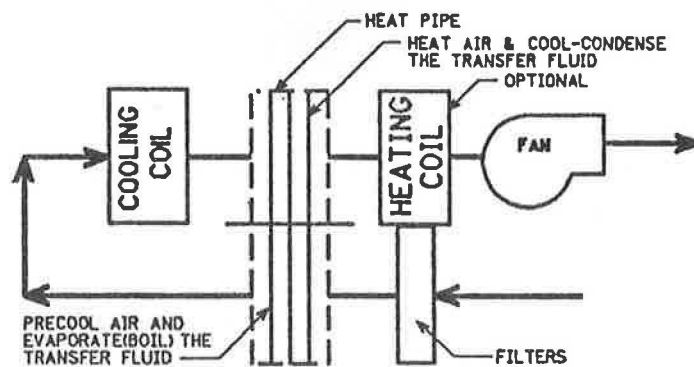 HEAT PIPE
HEAT AIR & COOL-CONDENSE
THE TRANSFER FLUID
OPTIONAL
COOLING
COIL
HEATING
COIL
FAN
PRECOOL AIR AND
EVAPORATE(BOIL) THE
TRANSFER FLUID
FILTERS